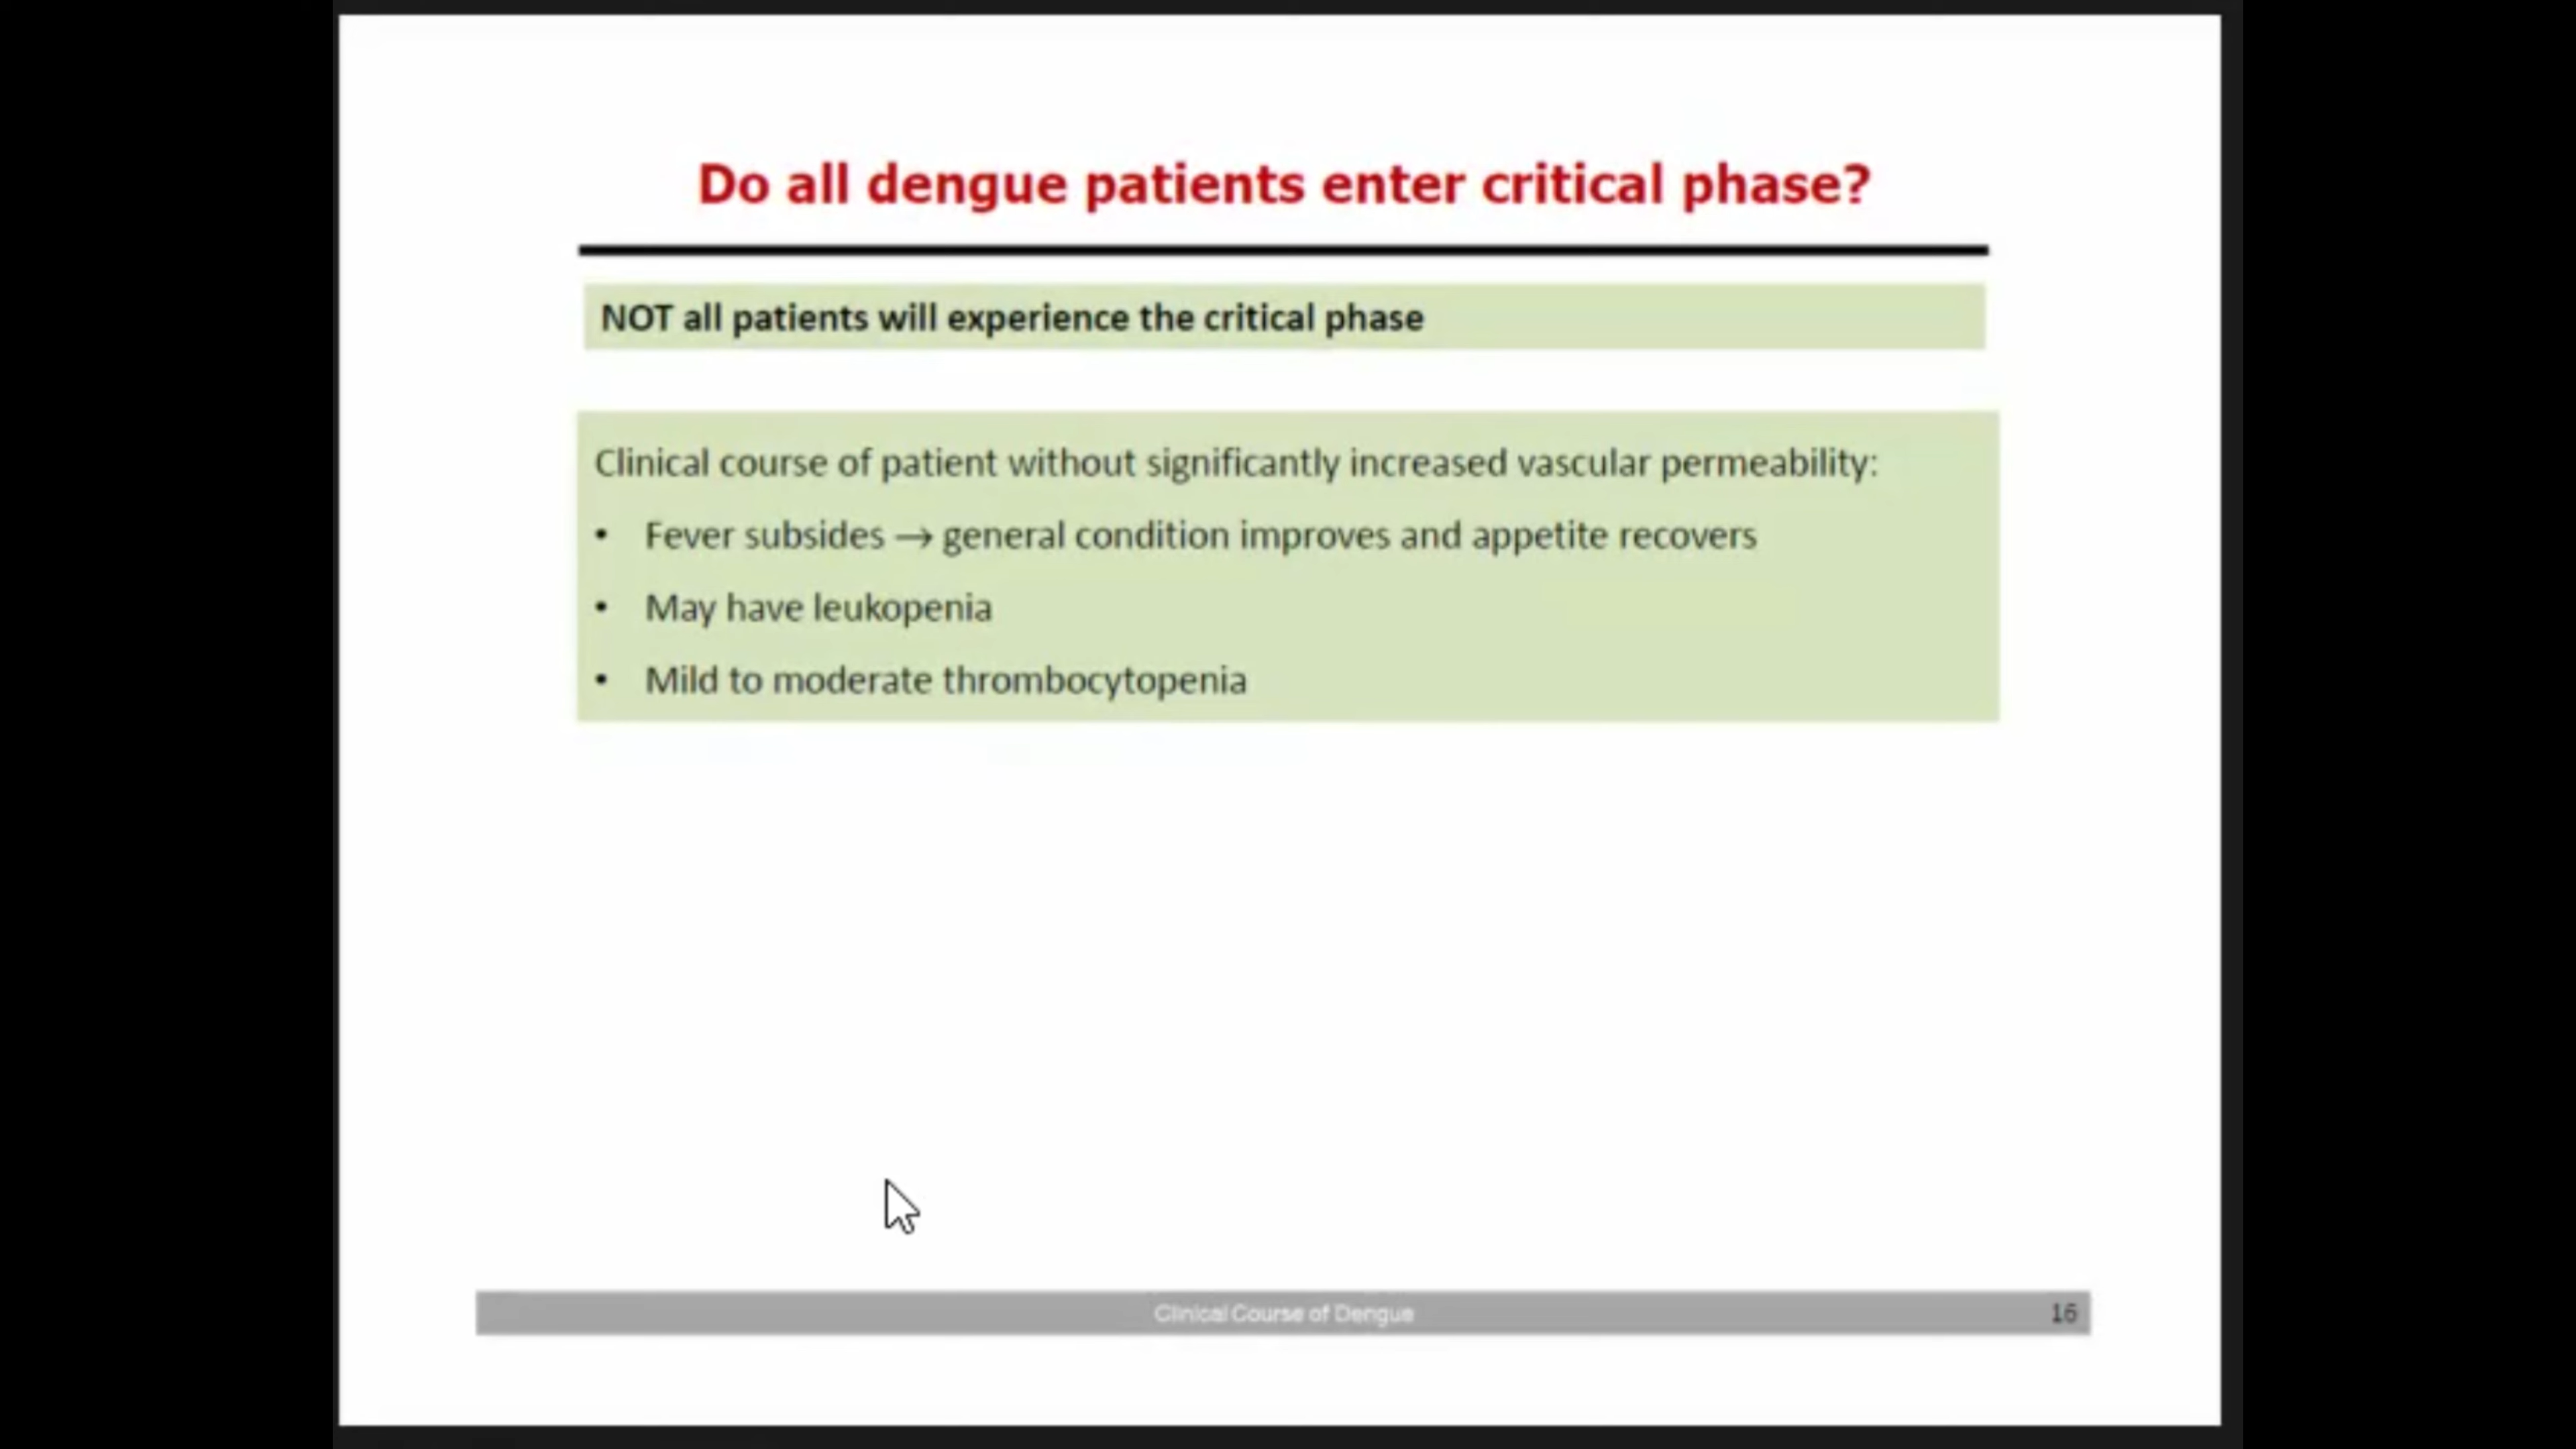 Do all dengue patients enter critical phase?
NOT all patients will experience the critical phase
Clinical course of patient without significantly increased vascular permeability:
• Fever subsides → general condition improves and appetite recovers
• May have leukopenia
• Mild to moderate thrombocytopenia
Clinical Course of Dengue
16